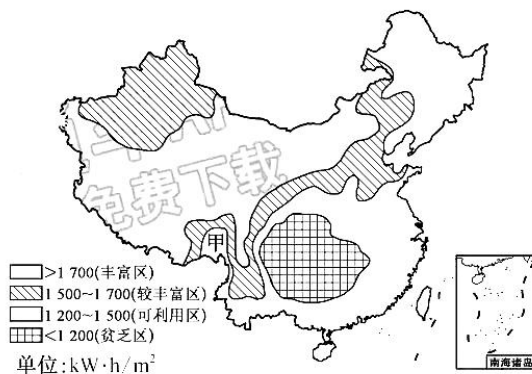 免费下载
甲
>1 700(丰富区)
1 500~1 700(较丰富区)
1 200~1 500(可利用区)
<1 200(贫乏区)
单位:kW·h/m²
南海诸岛